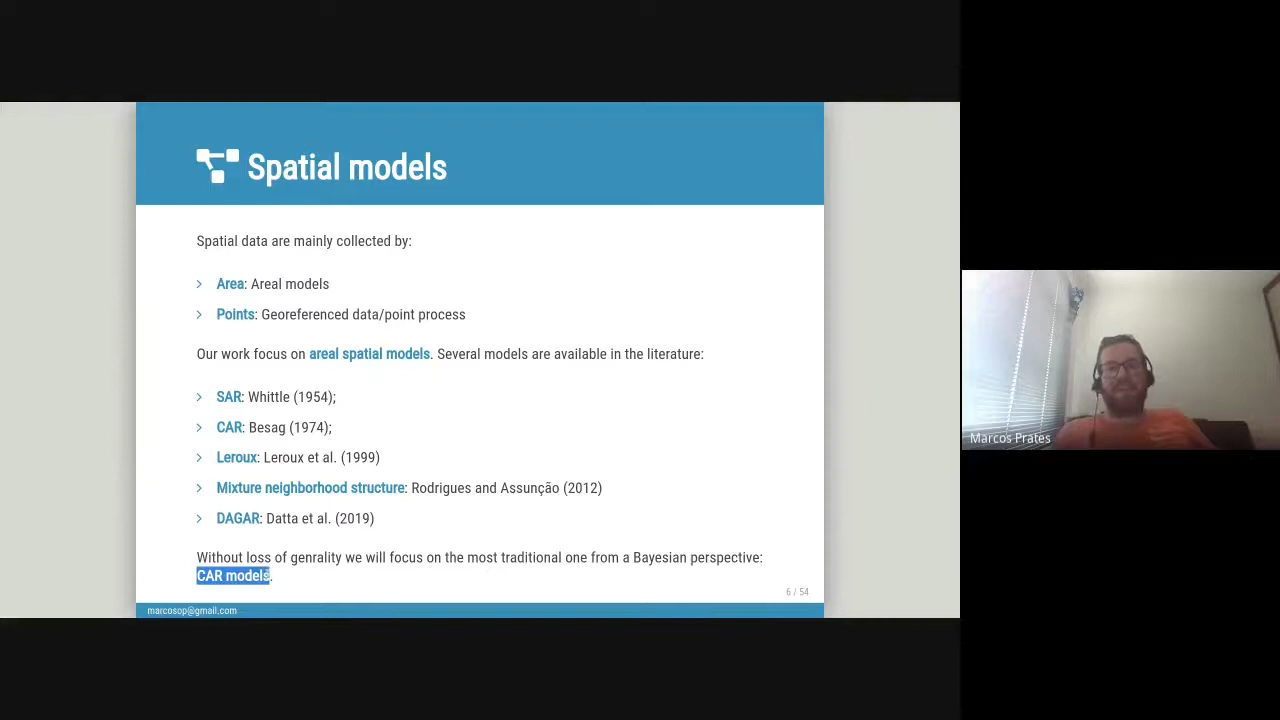 Spatial models
Spatial data are mainly collected by:
Area: Areal models
Points: Georeferenced data/point process
Our work focus on areal spatial models. Several models are available in the literature:
SAR: Whittle (1954);
CAR: Besag (1974);
Leroux: Leroux et al. (1999)
Mixture neighborhood structure: Rodrigues and Assunção (2012)
DAGAR: Datta et al. (2019)
Without loss of genrality we will focus on the most traditional one from a Bayesian perspective:
CAR models.
6 / 54
marcosop@gmail.com
Marcos Prates